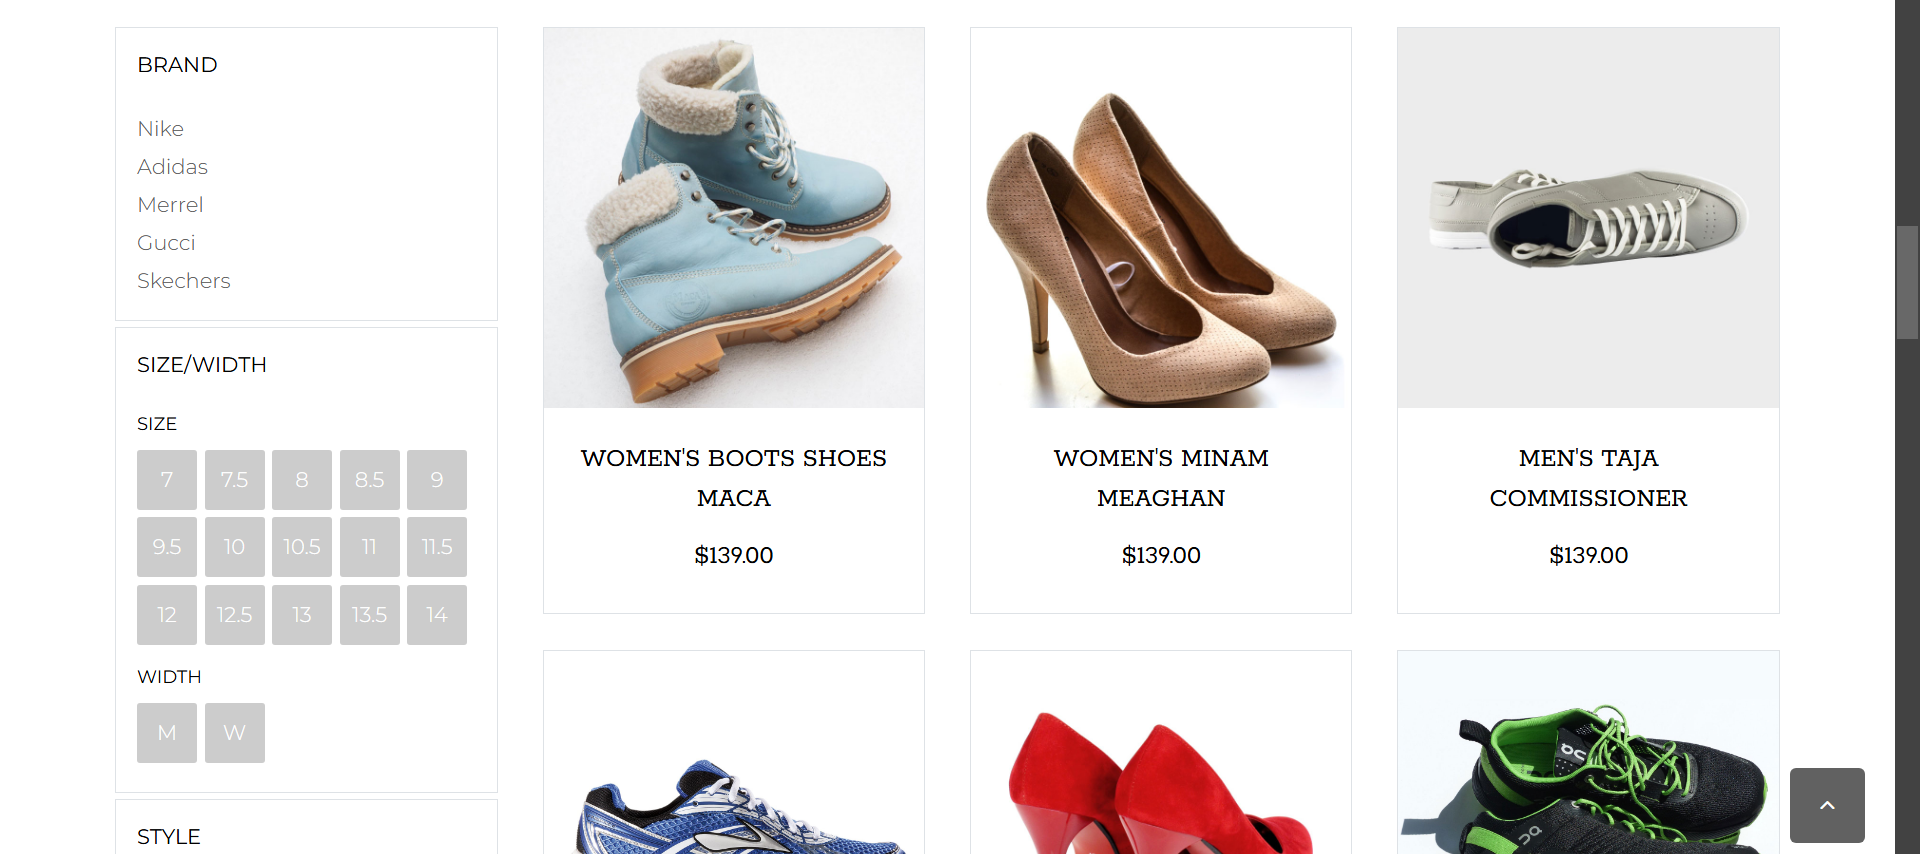 BRAND
Nike
Adidas
Merrel
Gucci
Skechers
SIZE/WIDTH
SIZE
7 7.5 8 8.5 9
9.5 10 10.5 11 11.5
12 12.5 13 13.5 14
WIDTH
M W
STYLE
WOMEN'S BOOTS SHOES
MACA
$139.00
WOMEN'S MINAM
MEAGHAN
$139.00
MEN'S TAJA
COMMISSIONER
$139.00